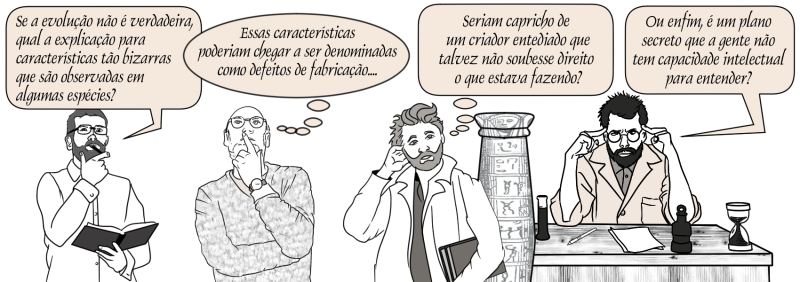 Se a evolução não é verdadeira,
qual a explicação para
características tão bizarras
que são observadas em
algumas espécies?
Essas características
poderiam chegar a ser denominadas
como defeitos de fabricação....
Seriam capricho de
um criador entediado que
talvez não soubesse direito
o que estava fazendo?
Ou enfim, é um plano
secreto que a gente não
tem capacidade intelectual
para entender?